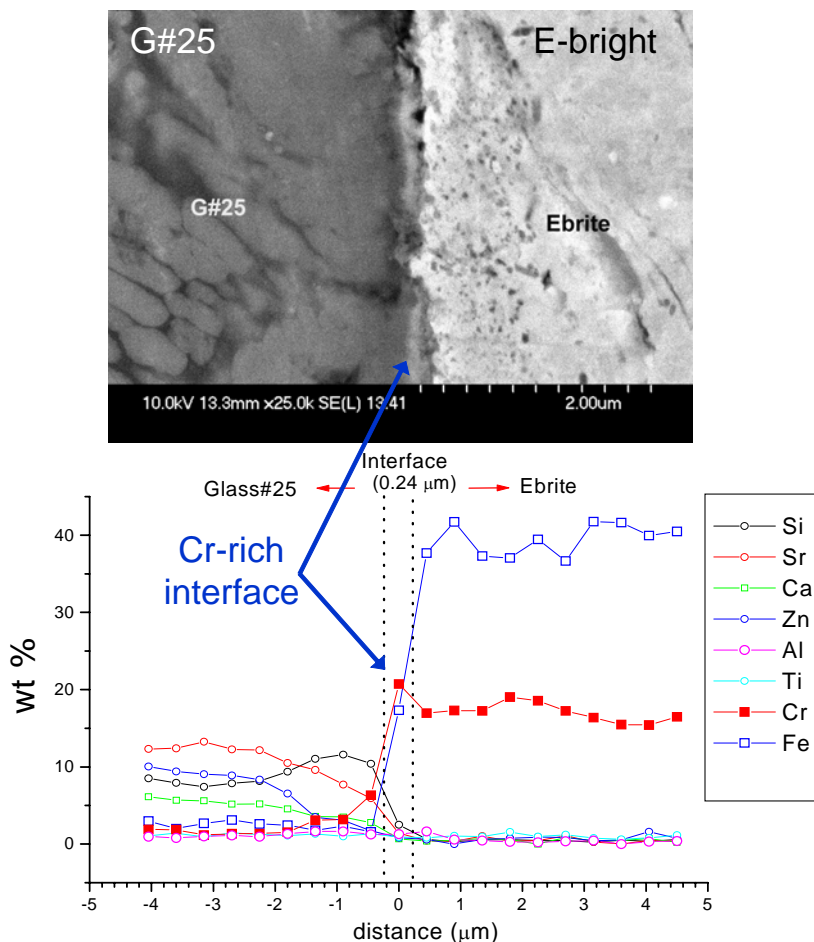 G#25 E-bright
G#25
Ebrite
10.0kV 13.3mm x25.0k SE(L) 13:41 2.00um
Interface
Glass#25 (0.24 μm) Ebrite
Cr-rich
interface
wt %
40
30
20
10
0
-5 -4 -3 -2 -1 0 1 2 3 4 5
distance (μm)
Si
Sr
Ca
Zn
Al
Ti
Cr
Fe